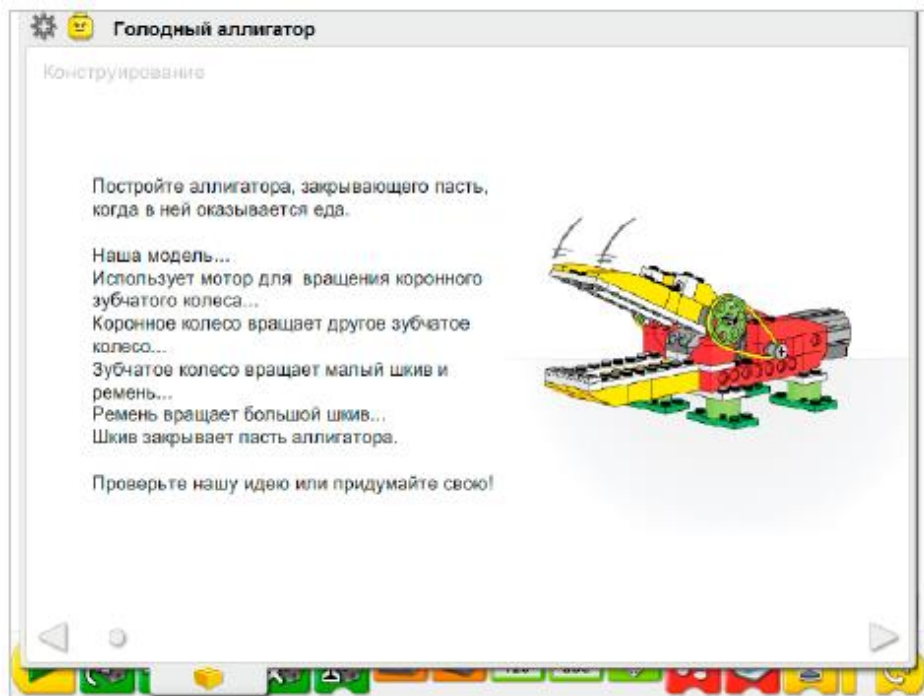 Голодный аллигатор
Конструирование
Постройте аллигатора, закрывающего пасть,
когда в ней оказывается еда.
Наша модель...
Использует мотор для вращения коронного
зубчатого колеса...
Коронное колесо вращает другое зубчатое
колесо...
Зубчатое колесо вращает малый шкив и
ремень...
Ремень вращает большой шкив...
Шкив закрывает пасть аллигатора.
Проверьте нашу идею или придумайте свою!